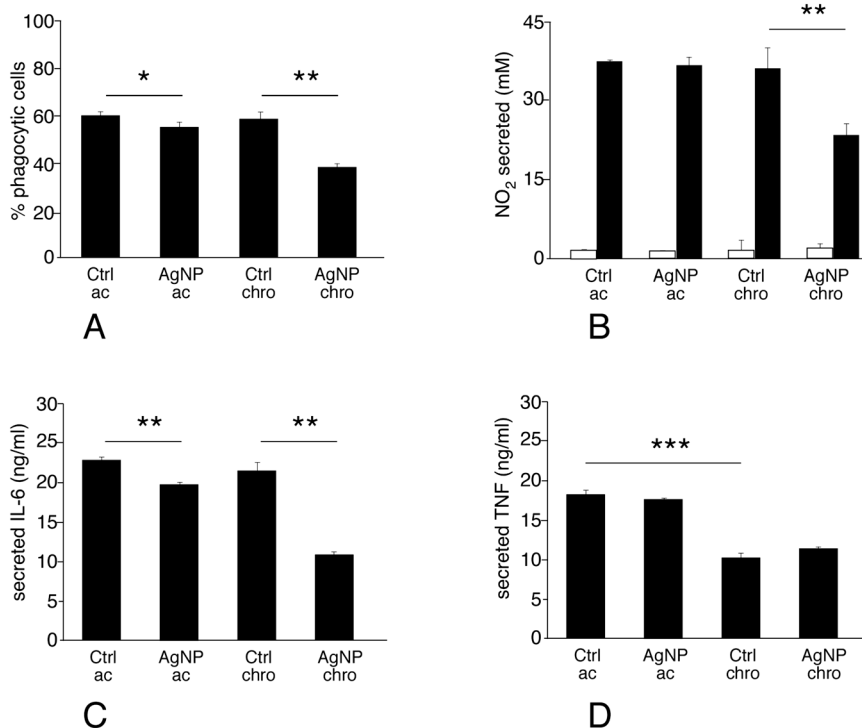 % phagocytic cells
100
80
60
40
20
0
*
**
Ctrl ac
AgNP ac
Ctrl chro
AgNP chro
A
NO2 secreted (mM)
45
30
15
0
**
Ctrl ac
AgNP ac
Ctrl chro
AgNP chro
B
secreted IL-6 (ng/ml)
30
25
20
15
10
5
0
**
**
Ctrl ac
AgNP ac
Ctrl chro
AgNP chro
C
secreted TNF (ng/ml)
30
25
20
15
10
5
0
***
Ctrl ac
AgNP ac
Ctrl chro
AgNP chro
D